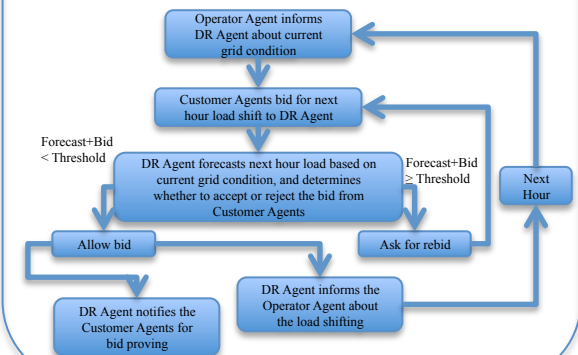 Operator Agent informs
DR Agent about current
grid condition
Customer Agents bid for next
hour load shift to DR Agent
Forecast+Bid
< Threshold
DR Agent forecasts next hour load based on
current grid condition, and determines
whether to accept or reject the bid from
Customer Agents
Forecast+Bid
≥ Threshold
Next
Hour
Allow bid
Ask for rebid
DR Agent notifies the
Customer Agents for
bid proving
DR Agent informs the
Operator Agent about
the load shifting